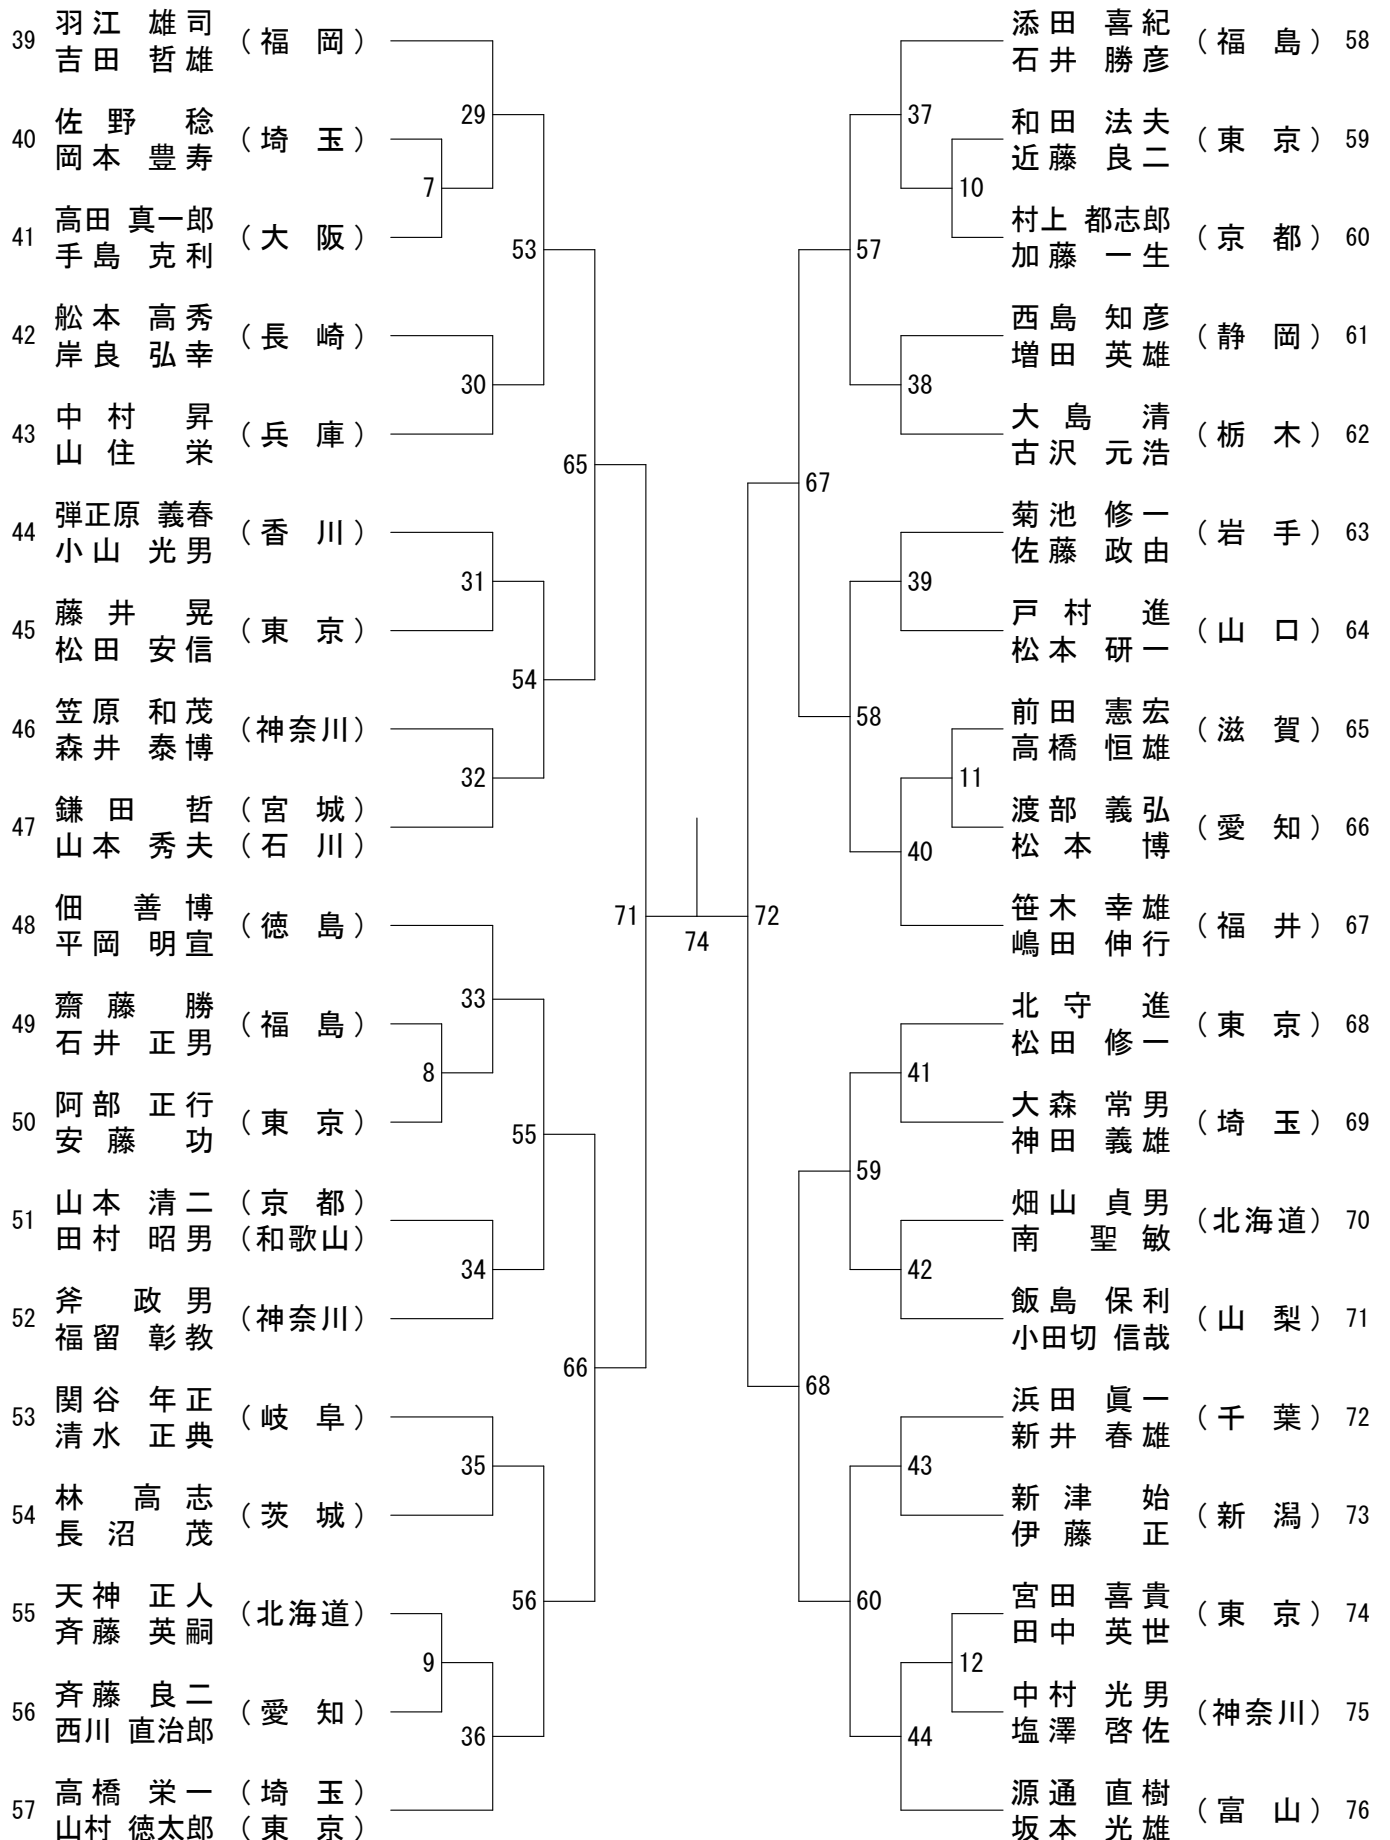 39 羽江 雄司 (福岡)
吉田 哲雄
40 佐野 稔 (埼玉)
岡本 豊寿
41 高田 真一郎 (大阪)
手島 克利
42 舩本 高秀 (長崎)
岸良 弘幸
43 中村 昇 (兵庫)
山住 栄
44 弾正原 義春 (香川)
小山 光男
45 藤井 晃 (東京)
松田 安信
46 笠原 和茂 (神奈川)
森井 泰博
47 鎌田 哲 (宮城)
山本 秀夫 (石川)
48 佃 善博 (徳島)
平岡 明宣
49 齋藤 勝 (福島)
石井 正男
50 阿部 正行 (東京)
安藤 功
51 山本 清二 (京都)
田村 昭男 (和歌山)
52 斧 政男 (神奈川)
福留 彰教
53 関谷 年正 (岐阜)
清水 正典
54 林 高志 (茨城)
長沼 茂
55 天神 正人 (北海道)
斉藤 英嗣
56 斉藤 良二 (愛知)
西川 直治郎
57 高橋 栄一 (埼玉)
山村 徳太郎 (東京)
29
7
53
30
65
31
54
32
71
33
8
55
34
66
35
56
9
36
74
72
37
10
57
38
67
39
58
11
40
41
59
42
68
43
60
12
44
添田 喜紀 (福島) 58
石井 勝彦
和田 法夫 (東京) 59
近藤 良二
村上 都志郎 (京都) 60
加藤 一生
西島 知彦 (静岡) 61
増田 英雄
大島 清 (栃木) 62
古沢 元浩
菊池 修一 (岩手) 63
佐藤 政由
戸村 進 (山口) 64
松本 研一
前田 憲宏 (滋賀) 65
高橋 恒雄
渡部 義弘 (愛知) 66
松本 博
笹木 幸雄 (福井) 67
嶋田 伸行
北守 進 (東京) 68
松田 修一
大森 常男 (埼玉) 69
神田 義雄
畑山 貞男 (北海道) 70
南 聖敏
飯島 保利 (山梨) 71
小田切 信哉
浜田 眞一 (千葉) 72
新井 春雄
新津 始 (新潟) 73
伊藤 正
宮田 喜貴 (東京) 74
田中 英世
中村 光男 (神奈川) 75
塩澤 啓佐
源通 直樹 (富山) 76
坂本 光雄